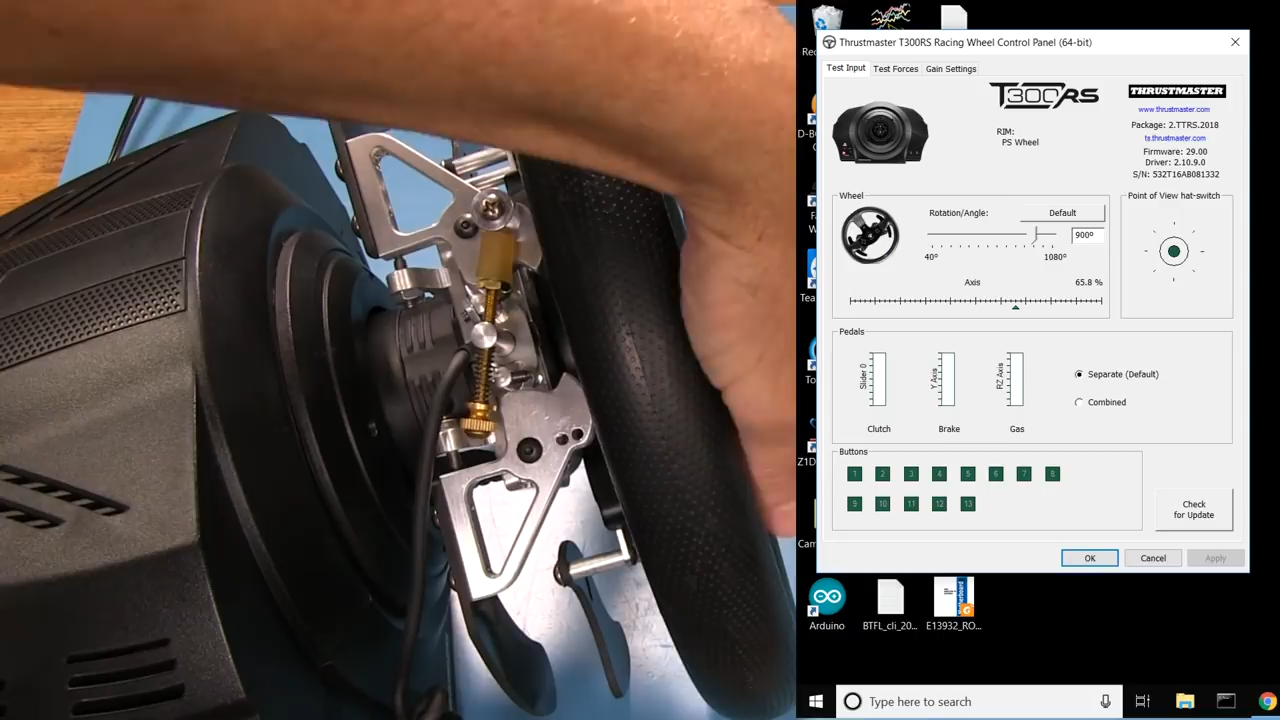 Thrustmaster T300RS Racing Wheel Control Panel (64-bit)
Test Input
Test Forces
Gain Settings
T300RS
THRUSTMASTER
www.thrustmaster.com
RIM:
PS Wheel
Package: 2.TTRS.2018
ts.thrustmaster.com
Firmware: 29.00
Driver: 2.10.9.0
S/N: 532T16AB081332
Wheel
Rotation/Angle:
Default
900º
40º
1080º
Axis
65.8 %
Point of View hat-switch
Pedals
Slider 0
Y Axis
RZ Axis
Clutch
Brake
Gas
Separate (Default)
Combined
Buttons
1 2 3 4 5 6 7 8
9 10 11 12 13
Check
for Update
OK
Cancel
Apply
Arduino
BTFL_cli_20...
E13932_RO...
Type here to search